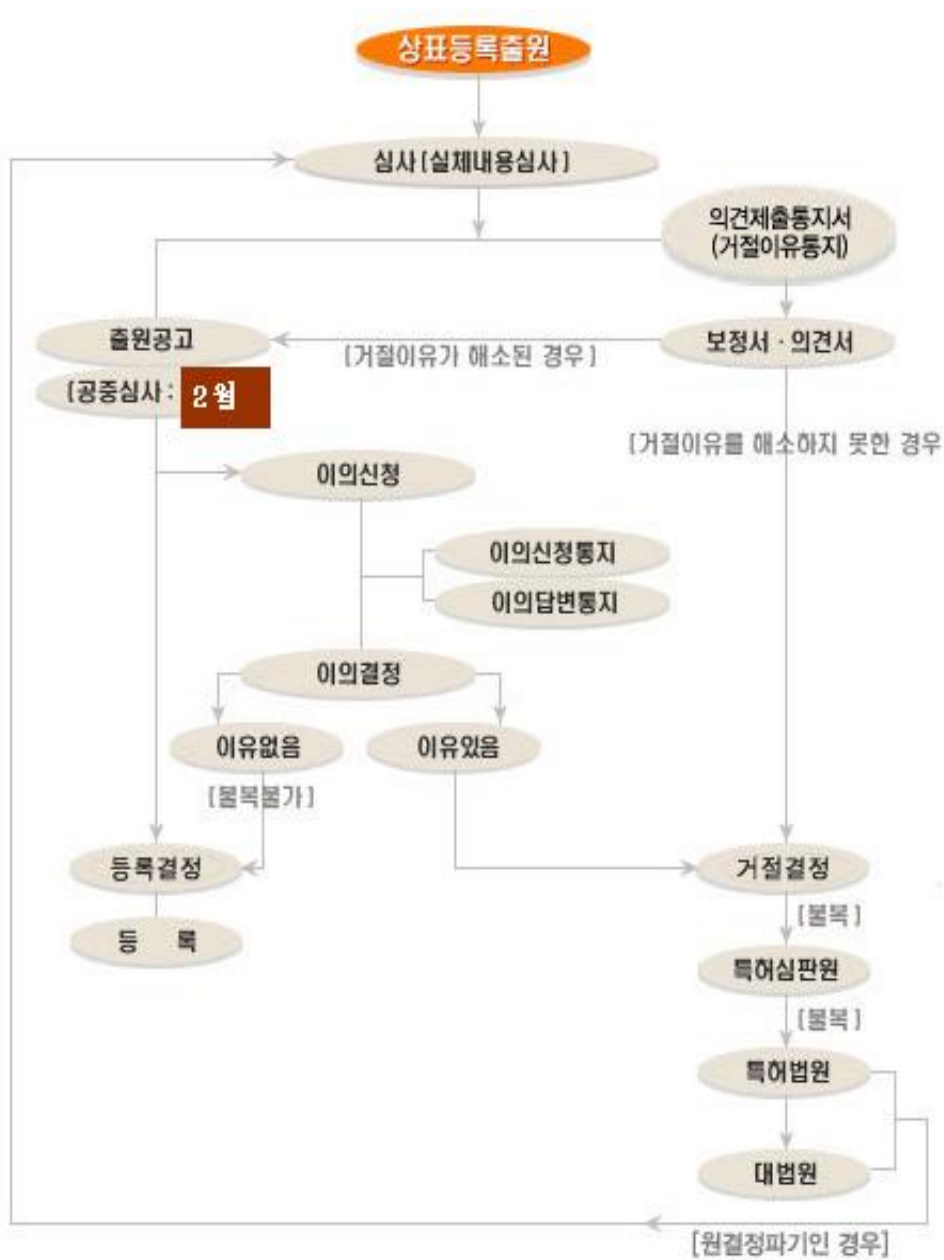 상표등록출원
심사 [실체내용심사]
의견제출통지서
(거절이유통지)
출원공고
[거절이유가 해소된 경우]
보정서 · 의견서
[공중심사 : 2월
[거절이유를 해소하지 못한 경우
이의신청
이의신청통지
이의답변통지
이의결정
이유없음
이유있음
[불복불가]
등록결정
거절결정
[불복]
등 록
특허심판원
[불복]
특허법원
대법원
[원결정파기인 경우]